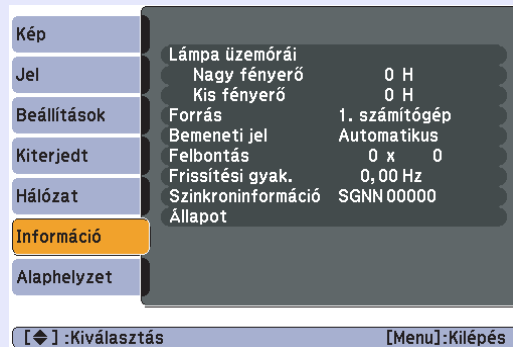 Kép
Jel
Beállítások
Kiterjedt
Hálózat
Információ
Alaphelyzet
Lámpa üzemórái
Nagy fényerő 0 H
Kis fényerő 0 H
Forrás 1. számítógép
Bemeneti jel Automatikus
Felbontás 0 x 0
Frissítési gyak. 0,00 Hz
Szinkroninformáció SGNN 00000
Állapot
[◆] :Kiválasztás [Menu]:Kilépés